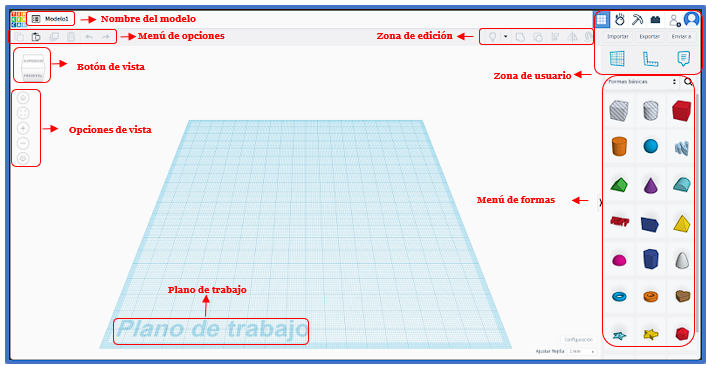 Modelo1
Nombre del modelo
Menú de opciones
Zona de edición
Importar
Exportar
Enviar a
SUPERIOR
FRONTAL
Botón de vista
Zona de usuario
Formas básicas
Opciones de vista
Menú de formas
Plano de trabajo
Plano de trabajo
Configuración
Ajustar Rejilla
1 mm